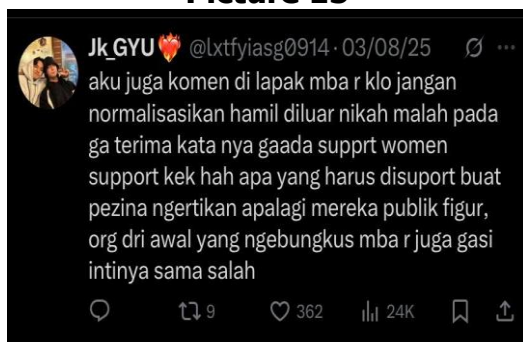 Jk_GYU❤️‍🔥 @lxtfyiasg0914 · 03/08/25
aku juga komen di lapak mba r klo jangan
normalisasikan hamil diluar nikah malah pada
ga terima kata nya gaada supprt women
support kek hah apa yang harus disuport buat
pezina ngertikan apalagi mereka publik figur,
org dri awal yang ngebungkus mba r juga gasi
intinya sama salah
9 362 24K